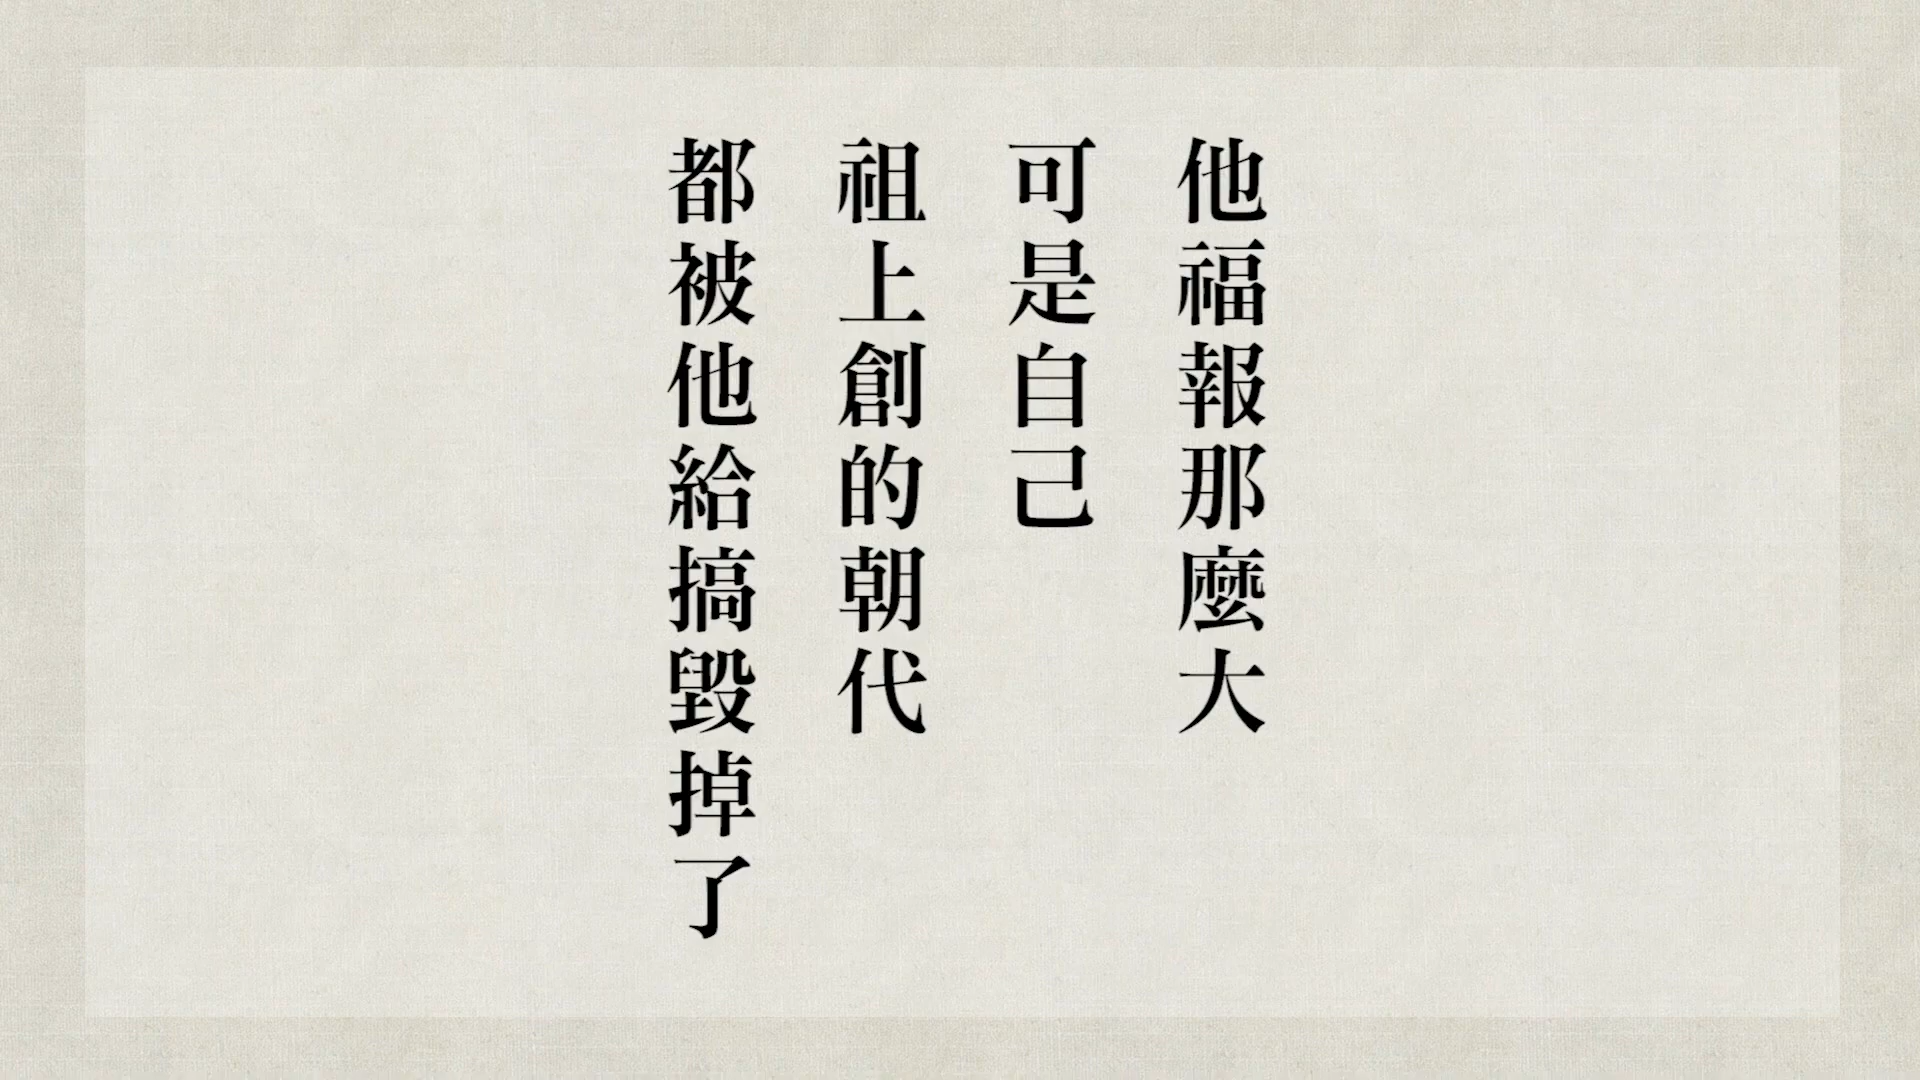 他福報那麼大
可是自己
祖上創的朝代
都被他給搞毀掉了